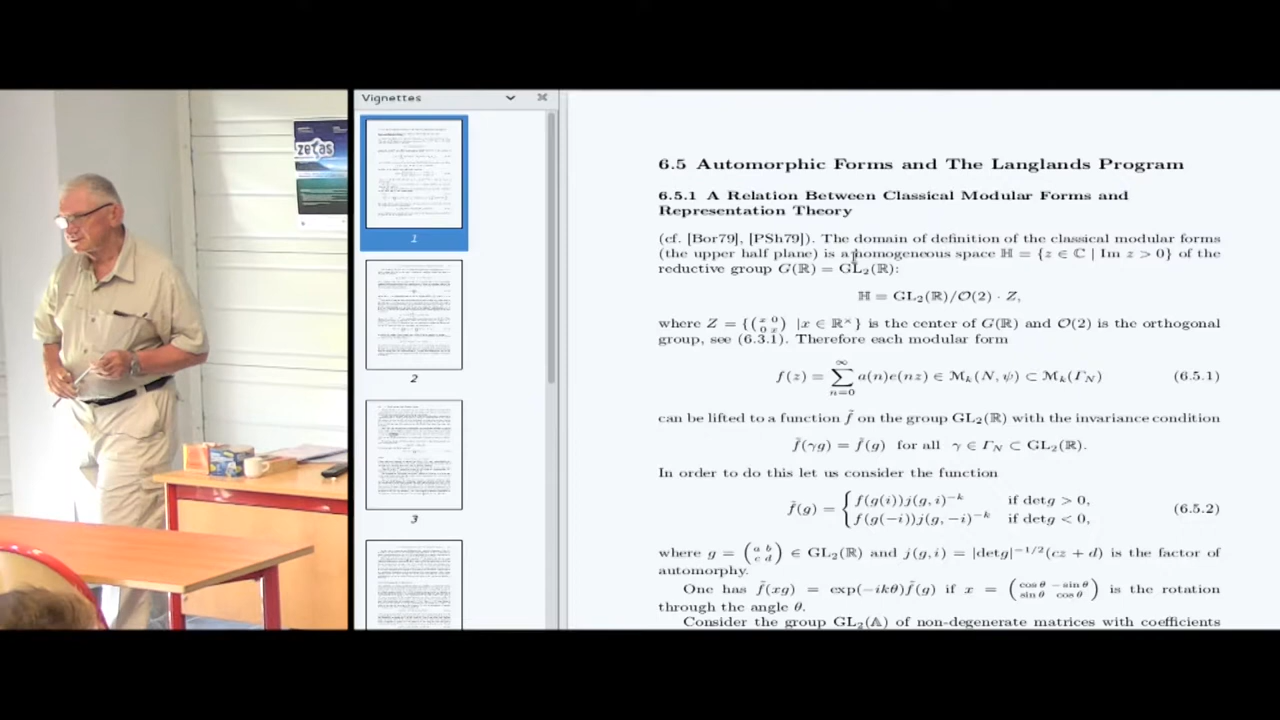 zetas
Vignettes
1
2
3
6.5 Automorphic Forms and The Langlands Program
6.5.1 A Relation Between Classical Modular Forms and
Representation Theory
(cf. [Bor79], [PSh79]). The domain of definition of the classical modular forms
(the upper half plane) is a homogeneous space ℍ = {z ∈ ℂ | Im z > 0} of the
reductive group G(ℝ) = GL₂(ℝ):
ℍ = GL₂(ℝ)/O(2) · Z,
where Z = { ( x 0 0 x ) |x ∈ ℝ× } is the center of G(ℝ) and O(2) is the orthogonal
group, see (6.3.1). Therefore each modular form
f(z) = ∑ n=0 a(n)e(nz) ∈ M_k(N, ψ) ⊂ M_k(Γ_N) (6.5.1)
can be lifted to a function f̃ on the group GL₂(ℝ) with the invariance condition
f̃(γg) = f̃(g) for all γ ∈ Γ_N ⊂ GL₂(ℝ).
In order to do this let us consider the function
f̃(g) = { f(g(i))j(g, i)^{-k} if detg > 0,
f(g(−i))j(g, −i)^{-k} if detg < 0, (6.5.2)
where g = ( a b c d ) ∈ GL₂(ℝ) = |detg|^{-1/2}(cz + d) is the factor of
automorphy.
One has f̃(xg) = exp(−ikθ)f̃(g) if x = ( cos θ − sin θ sin θ cos θ ) is the rotation
through the angle θ.
Consider the group GL₂(𝔸) of non-degenerate matrices with coefficients